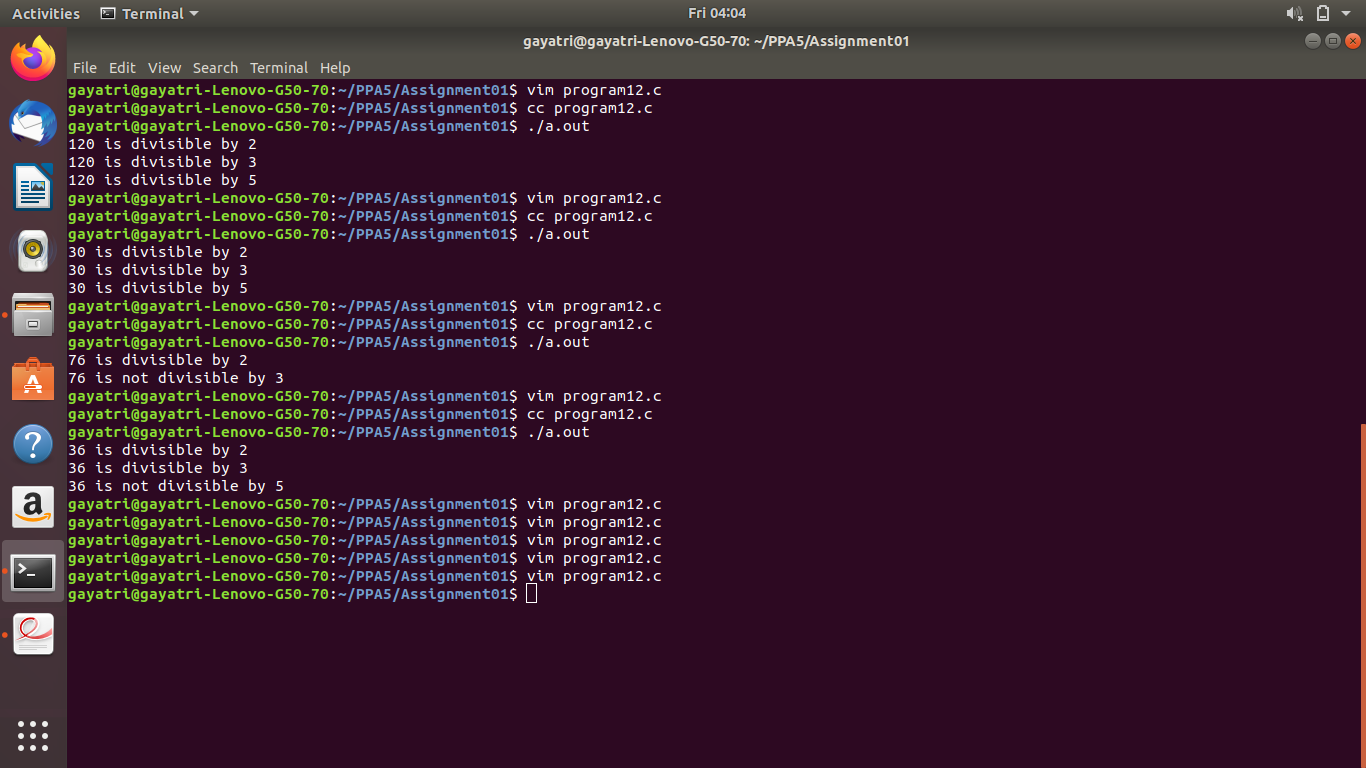 Activities Terminal Fri 04:04
gayatri@gayatri-Lenovo-G50-70: ~/PPA5/Assignment01
File Edit View Search Terminal Help
gayatri@gayatri-Lenovo-G50-70:~/PPA5/Assignment01$ vim program12.c
gayatri@gayatri-Lenovo-G50-70:~/PPA5/Assignment01$ cc program12.c
gayatri@gayatri-Lenovo-G50-70:~/PPA5/Assignment01$ ./a.out
120 is divisible by 2
120 is divisible by 3
120 is divisible by 5
gayatri@gayatri-Lenovo-G50-70:~/PPA5/Assignment01$ vim program12.c
gayatri@gayatri-Lenovo-G50-70:~/PPA5/Assignment01$ cc program12.c
gayatri@gayatri-Lenovo-G50-70:~/PPA5/Assignment01$ ./a.out
30 is divisible by 2
30 is divisible by 3
30 is divisible by 5
gayatri@gayatri-Lenovo-G50-70:~/PPA5/Assignment01$ vim program12.c
gayatri@gayatri-Lenovo-G50-70:~/PPA5/Assignment01$ cc program12.c
gayatri@gayatri-Lenovo-G50-70:~/PPA5/Assignment01$ ./a.out
76 is divisible by 2
76 is not divisible by 3
gayatri@gayatri-Lenovo-G50-70:~/PPA5/Assignment01$ vim program12.c
gayatri@gayatri-Lenovo-G50-70:~/PPA5/Assignment01$ cc program12.c
gayatri@gayatri-Lenovo-G50-70:~/PPA5/Assignment01$ ./a.out
36 is divisible by 2
36 is divisible by 3
36 is not divisible by 5
gayatri@gayatri-Lenovo-G50-70:~/PPA5/Assignment01$ vim program12.c
gayatri@gayatri-Lenovo-G50-70:~/PPA5/Assignment01$ vim program12.c
gayatri@gayatri-Lenovo-G50-70:~/PPA5/Assignment01$ vim program12.c
gayatri@gayatri-Lenovo-G50-70:~/PPA5/Assignment01$ vim program12.c
gayatri@gayatri-Lenovo-G50-70:~/PPA5/Assignment01$ vim program12.c
gayatri@gayatri-Lenovo-G50-70:~/PPA5/Assignment01$